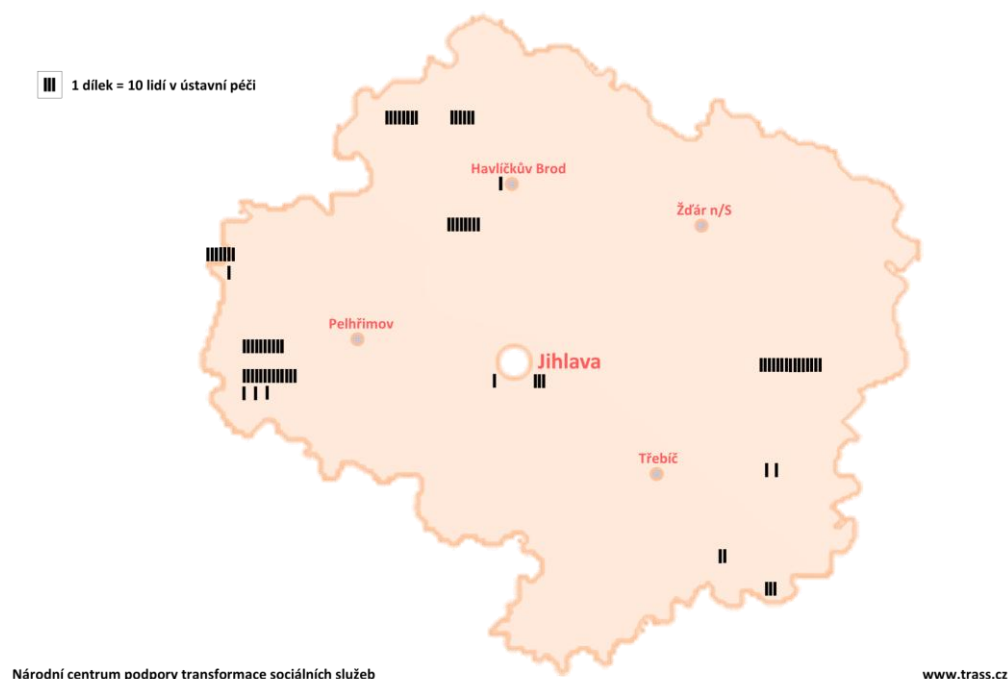 1 dílek = 10 lidí v ústavní péči
Havlíčkův Brod
Žďár n/S
Pelhřimov
Jihlava
Třebíč
Národní centrum podpory transformace sociálních služeb
www.trass.cz